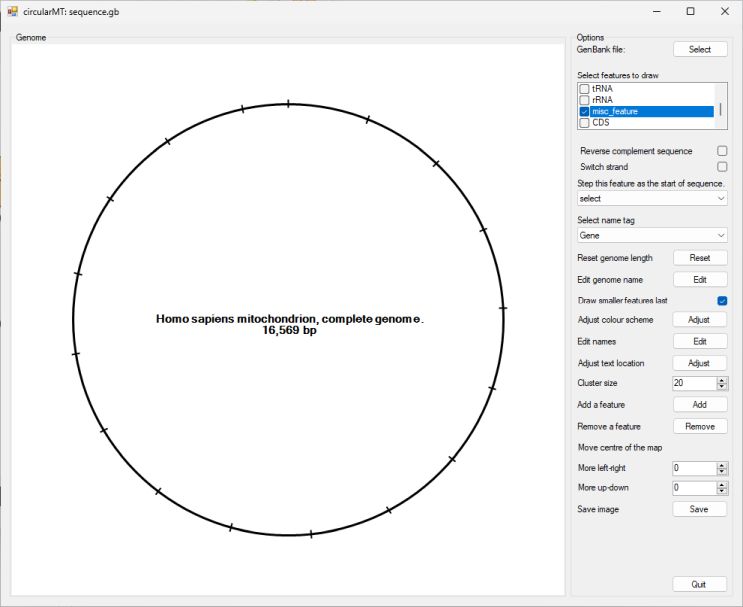 circularMT: sequence.gb
Genome
Homo sapiens mitochondrion, complete genome.
16,569 bp
Options
GenBank file:
Select
Select features to draw
tRNA
rRNA
misc_feature
CDS
Reverse complement sequence
Switch strand
Step this feature as the start of sequence.
select
Select name tag
Gene
Reset genome length
Reset
Edit genome name
Edit
Draw smaller features last
Adjust colour scheme
Adjust
Edit names
Edit
Adjust text location
Adjust
Cluster size
20
Add a feature
Add
Remove a feature
Remove
Move centre of the map
More left-right
0
More up-down
0
Save image
Save
Quit